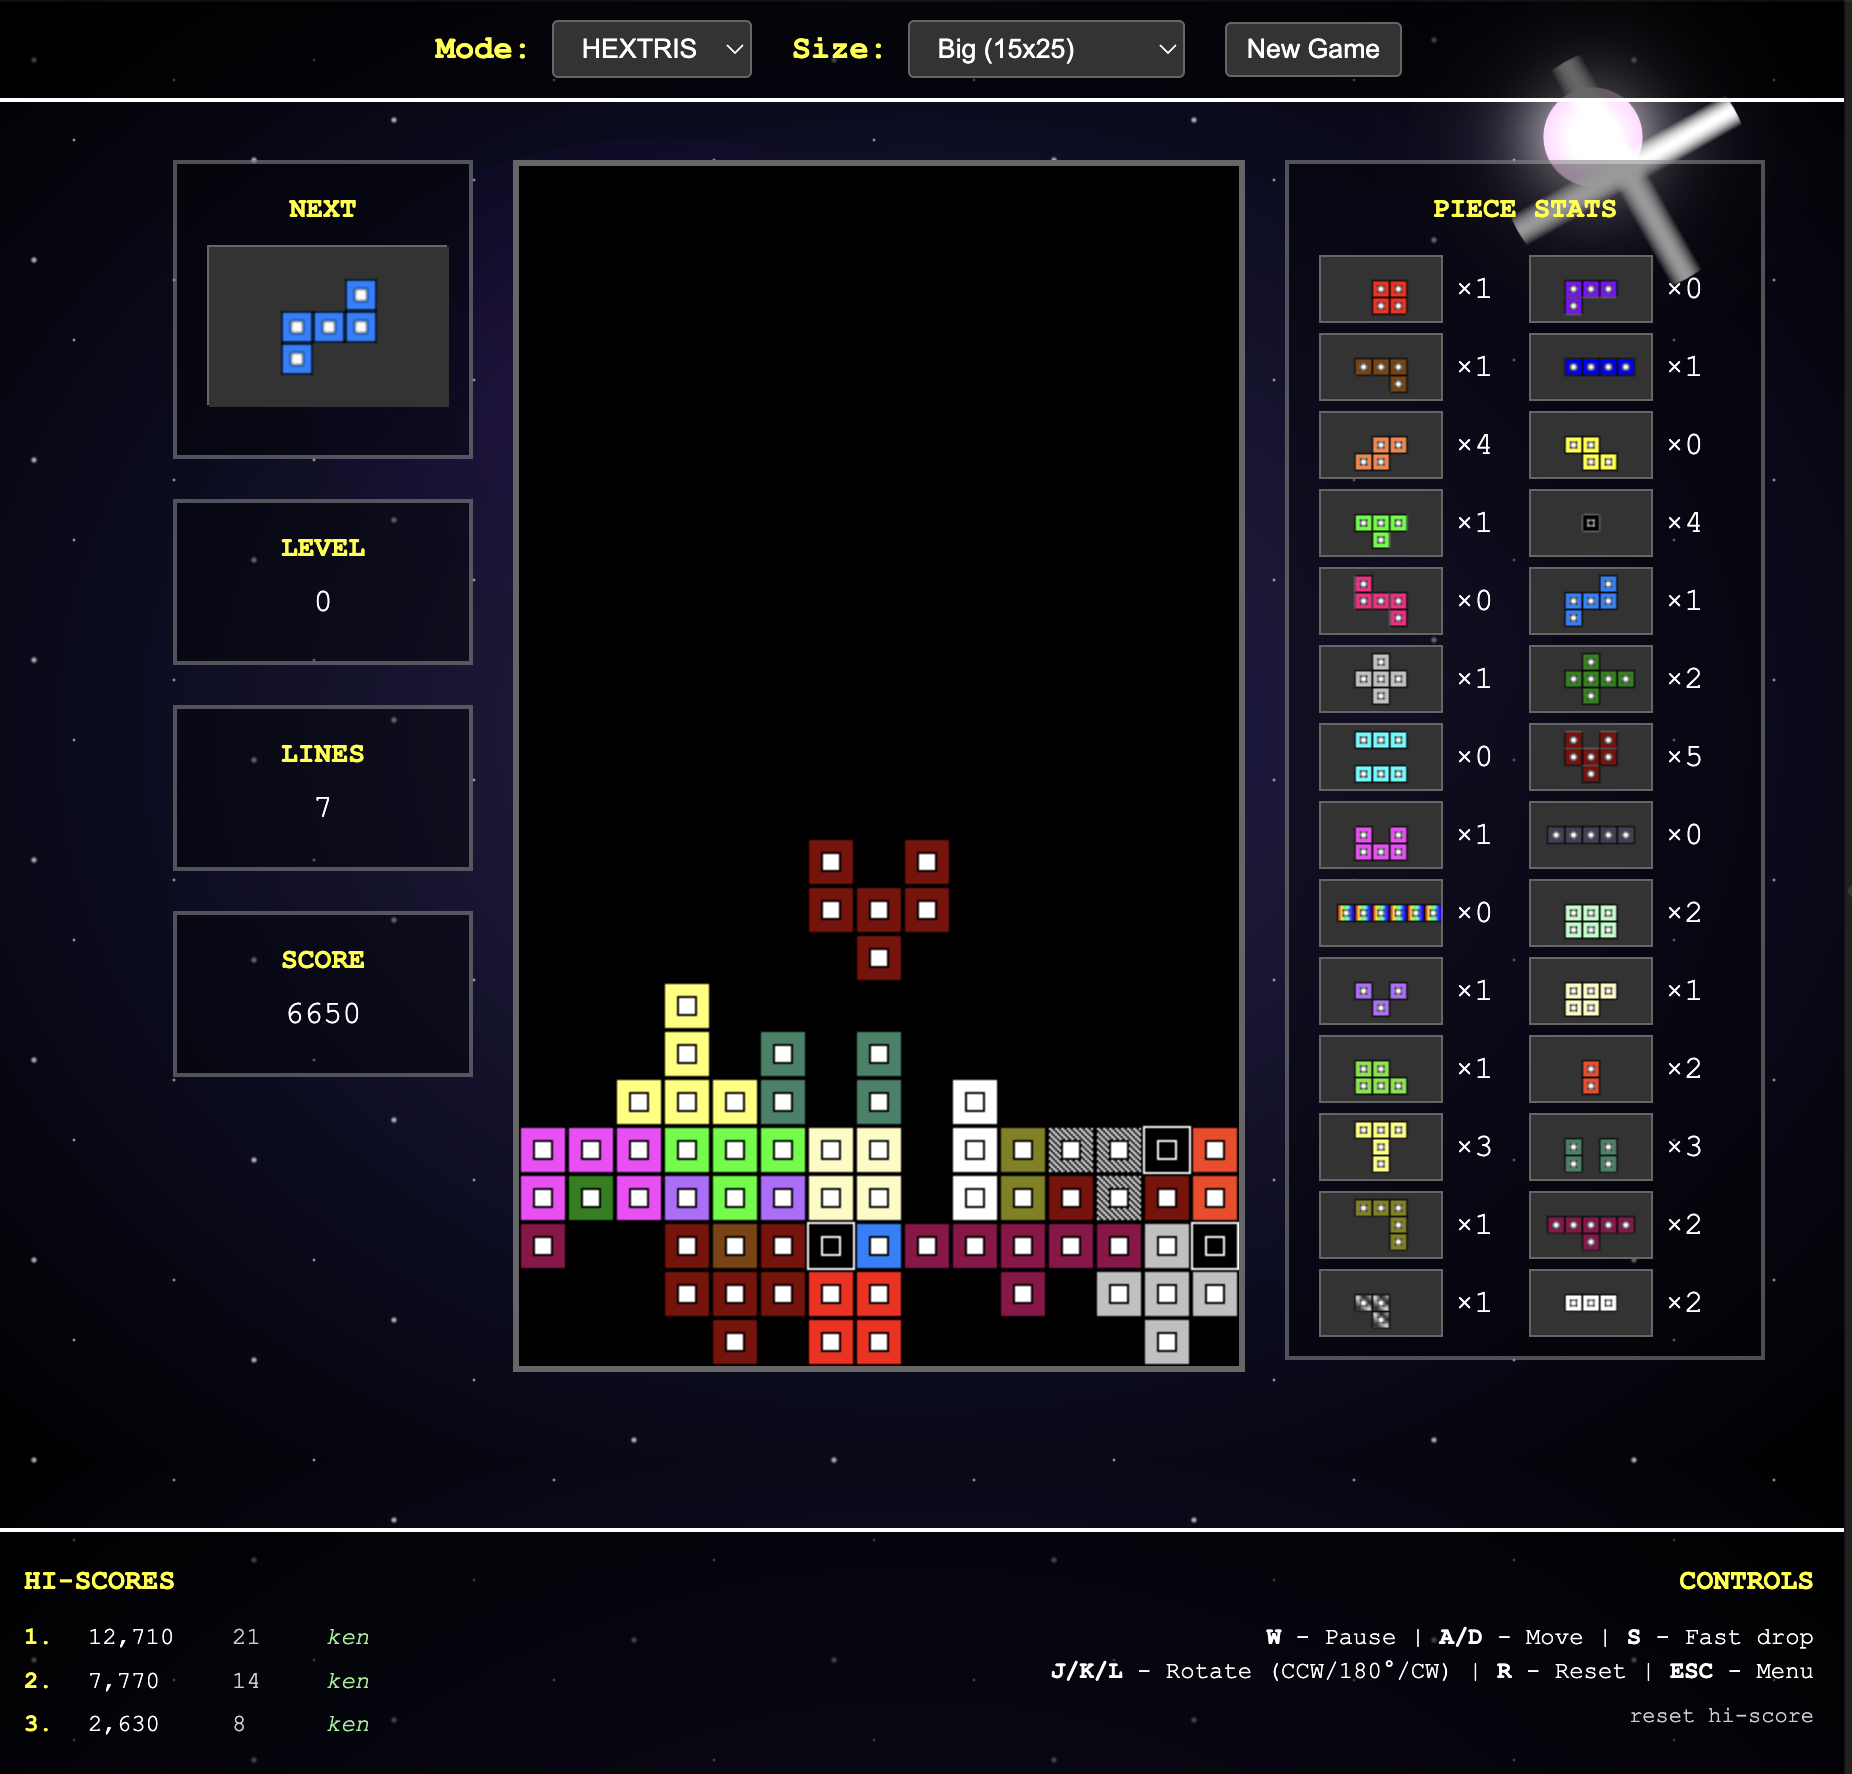 Mode: HEXTRIS Size: Big (15x25) New Game
NEXT
LEVEL
0
LINES
7
SCORE
6650
PIECE STATS
×1 ×0
×1 ×1
×4 ×0
×1 ×4
×0 ×1
×1 ×2
×0 ×5
×1 ×0
×0 ×2
×1 ×1
×1 ×2
×3 ×3
×1 ×2
×1 ×2
HI-SCORES
1. 12,710 21 ken
2. 7,770 14 ken
3. 2,630 8 ken
CONTROLS
W - Pause | A/D - Move | S - Fast drop
J/K/L - Rotate (CCW/180°/CW) | R - Reset | ESC - Menu
reset hi-score